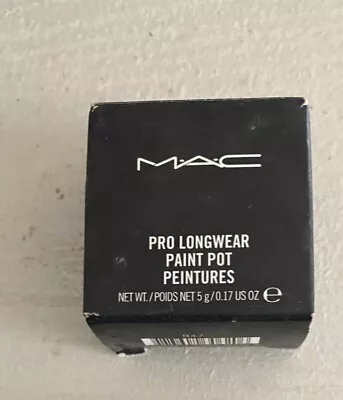 M·A·C
PRO LONGWEAR
PAINT POT
PEINTURES
NET WT./POIDS NET 5 g/0.17 US OZ ℮